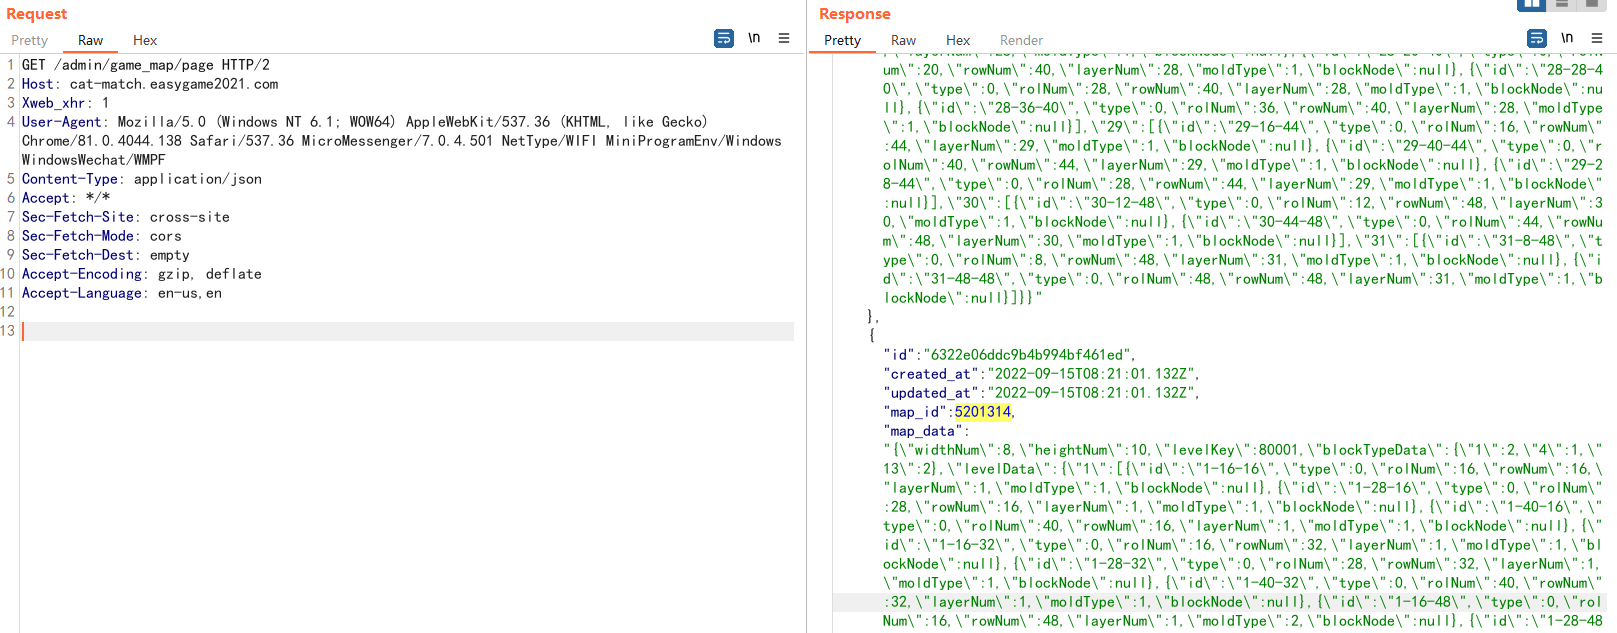 Request
Pretty Raw Hex
\n
1 GET /admin/game_map/page HTTP/2
2 Host: cat-match.easygame2021.com
3 Xweb_xhr: 1
4 User-Agent: Mozilla/5.0 (Windows NT 6.1; WOW64) AppleWebKit/537.36 (KHTML, like Gecko)
Chrome/81.0.4044.138 Safari/537.36 MicroMessenger/7.0.4.501 NetType/WIFI MiniProgramEnv/Windows
WindowsWechat/WMPF
5 Content-Type: application/json
6 Accept: */*
7 Sec-Fetch-Site: cross-site
8 Sec-Fetch-Mode: cors
9 Sec-Fetch-Dest: empty
10 Accept-Encoding: gzip, deflate
11 Accept-Language: en-us,en
12
13
Response
Pretty Raw Hex Render
\n
um\":20,\"rowNum\":40,\"layerNum\":28,\"moldType\":1,\"blockNode\":null},{\"id\":\"28-28-4
0\",\"type\":0,\"rolNum\":28,\"rowNum\":40,\"layerNum\":28,\"moldType\":1,\"blockNode\":nu
ll},{\"id\":\"28-36-40\",\"type\":0,\"rolNum\":36,\"rowNum\":40,\"layerNum\":28,\"moldType
\":1,\"blockNode\":null}],\"29\":[{\"id\":\"29-16-44\",\"type\":0,\"rolNum\":16,\"rowNum\"
:44,\"layerNum\":29,\"moldType\":1,\"blockNode\":null},{\"id\":\"29-40-44\",\"type\":0,\"r
olNum\":40,\"rowNum\":44,\"layerNum\":29,\"moldType\":1,\"blockNode\":null},{\"id\":\"29-2
8-44\",\"type\":0,\"rolNum\":28,\"rowNum\":44,\"layerNum\":29,\"moldType\":1,\"blockNode\"
:null}],\"30\":[{\"id\":\"30-12-48\",\"type\":0,\"rolNum\":12,\"rowNum\":48,\"layerNum\":3
0,\"moldType\":1,\"blockNode\":null},{\"id\":\"30-44-48\",\"type\":0,\"rolNum\":44,\"rowNu
m\":48,\"layerNum\":30,\"moldType\":1,\"blockNode\":null}],\"31\":[{\"id\":\"31-8-48\",\"t
ype\":0,\"rolNum\":8,\"rowNum\":48,\"layerNum\":31,\"moldType\":1,\"blockNode\":null},{\"i
d\":\"31-48-48\",\"type\":0,\"rolNum\":48,\"rowNum\":48,\"layerNum\":31,\"moldType\":1,\"b
lockNode\":null}]}}"
},
{
"id":"6322e06ddc9b4b994bf461ed",
"created_at":"2022-09-15T08:21:01.132Z",
"updated_at":"2022-09-15T08:21:01.132Z",
"map_id":5201314,
"map_data":
"{\"widthNum\":8,\"heightNum\":10,\"levelKey\":80001,\"blockTypeData\":{\"1\":2,\"4\":1,\"
13\":2},\"levelData\":{\"1\":[{\"id\":\"1-16-16\",\"type\":0,\"rolNum\":16,\"rowNum\":16,\
"layerNum\":1,\"moldType\":1,\"blockNode\":null},{\"id\":\"1-28-16\",\"type\":0,\"rolNum\"
:28,\"rowNum\":16,\"layerNum\":1,\"moldType\":1,\"blockNode\":null},{\"id\":\"1-40-16\",\"
type\":0,\"rolNum\":40,\"rowNum\":16,\"layerNum\":1,\"moldType\":1,\"blockNode\":null},{\"
id\":\"1-16-32\",\"type\":0,\"rolNum\":16,\"rowNum\":32,\"layerNum\":1,\"moldType\":1,\"bl
ockNode\":null},{\"id\":\"1-28-32\",\"type\":0,\"rolNum\":28,\"rowNum\":32,\"layerNum\":1,
\"moldType\":1,\"blockNode\":null},{\"id\":\"1-40-32\",\"type\":0,\"rolNum\":40,\"rowNum\"
:32,\"layerNum\":1,\"moldType\":1,\"blockNode\":null},{\"id\":\"1-16-48\",\"type\":0,\"rol
Num\":16,\"rowNum\":48,\"layerNum\":1,\"moldType\":2,\"blockNode\":null},{\"id\":\"1-28-48